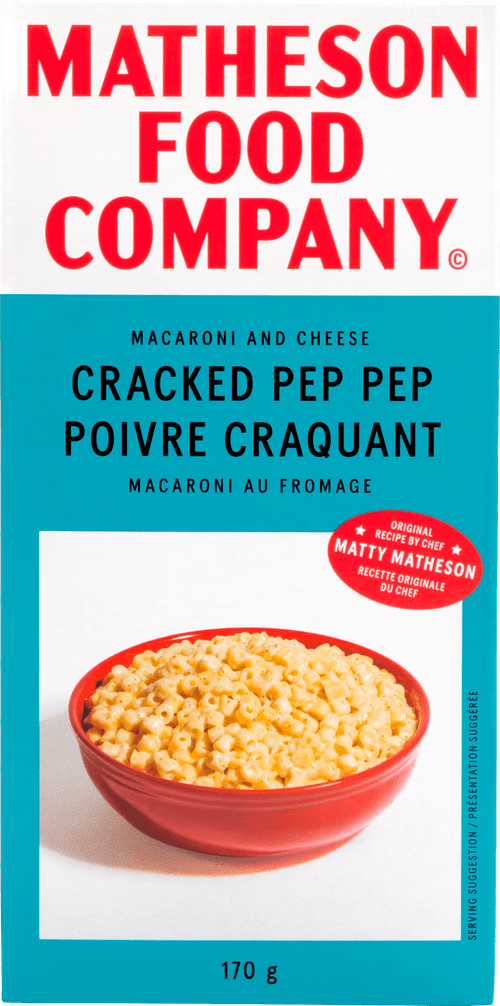 MATHESON
FOOD
COMPANY©
MACARONI AND CHEESE
CRACKED PEP PEP
POIVRE CRAQUANT
MACARONI AU FROMAGE
ORIGINAL
RECIPE BY CHEF
MATTY MATHESON
RECETTE ORIGINALE
DU CHEF
SERVING SUGGESTION / PRÉSENTATION SUGGÉRÉE
170 g